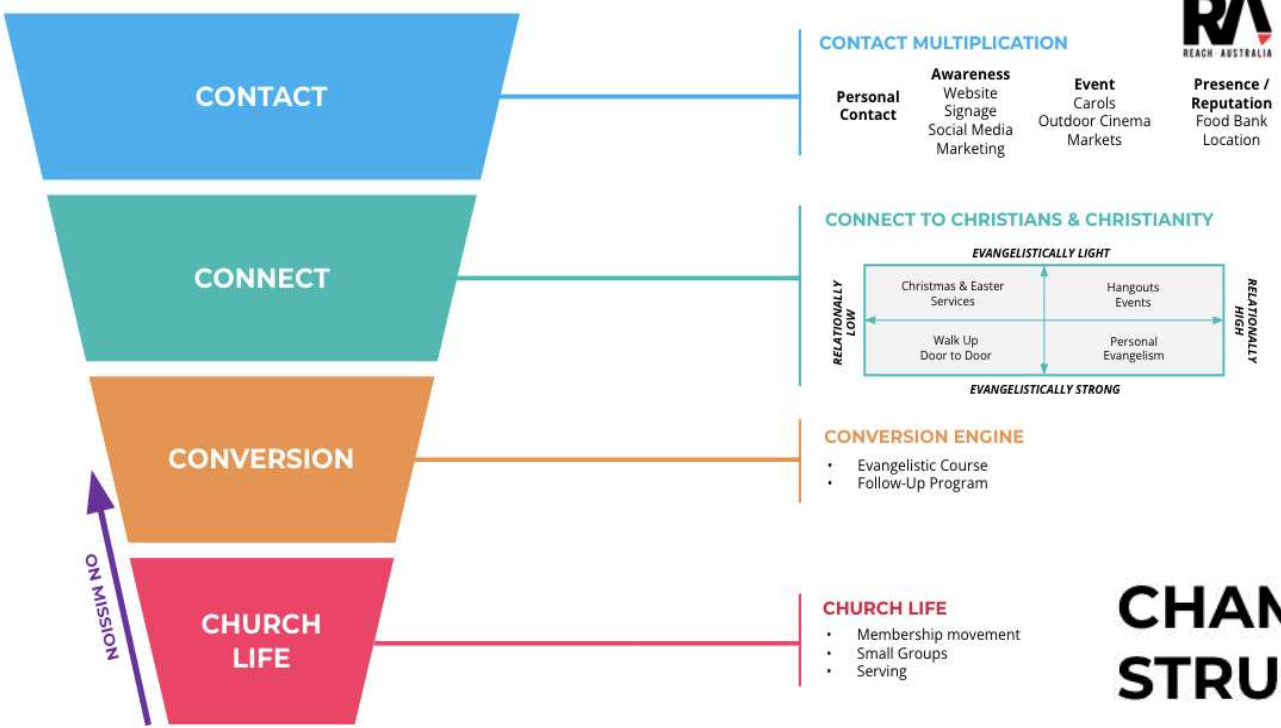 RA
REACH · AUSTRALIA
CONTACT
CONTACT MULTIPLICATION
Personal
Contact
Awareness
Website
Signage
Social Media
Marketing
Event
Carols
Outdoor Cinema
Markets
Presence /
Reputation
Food Bank
Location
CONNECT
CONNECT TO CHRISTIANS & CHRISTIANITY
EVANGELISTICALLY LIGHT
RELATIONALLY
LOW
Christmas & Easter
Services
Hangouts
Events
Walk Up
Door to Door
Personal
Evangelism
RELATIONALLY
HIGH
EVANGELISTICALLY STRONG
CONVERSION
CONVERSION ENGINE
• Evangelistic Course
• Follow-Up Program
ON MISSION
CHURCH
LIFE
CHURCH LIFE
• Membership movement
• Small Groups
• Serving